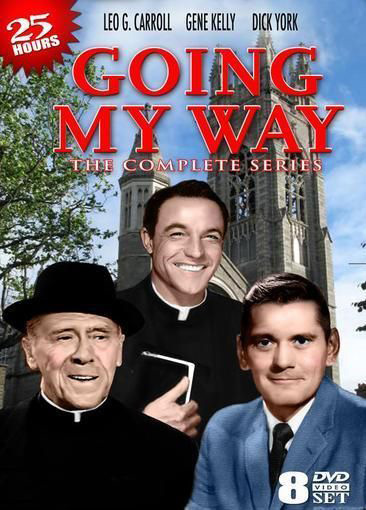 25
HOURS
LEO G. CARROLL GENE KELLY DICK YORK
GOING
MY WAY
THE COMPLETE SERIES
8 DVD
VIDEO
SET